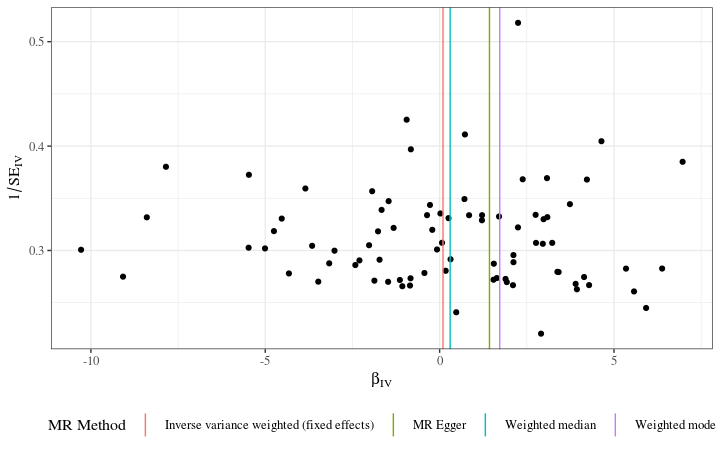 0.5
0.4
0.3
1/SE_IV
-10 -5 0 5
β_IV
MR Method Inverse variance weighted (fixed effects) MR Egger Weighted median Weighted mode